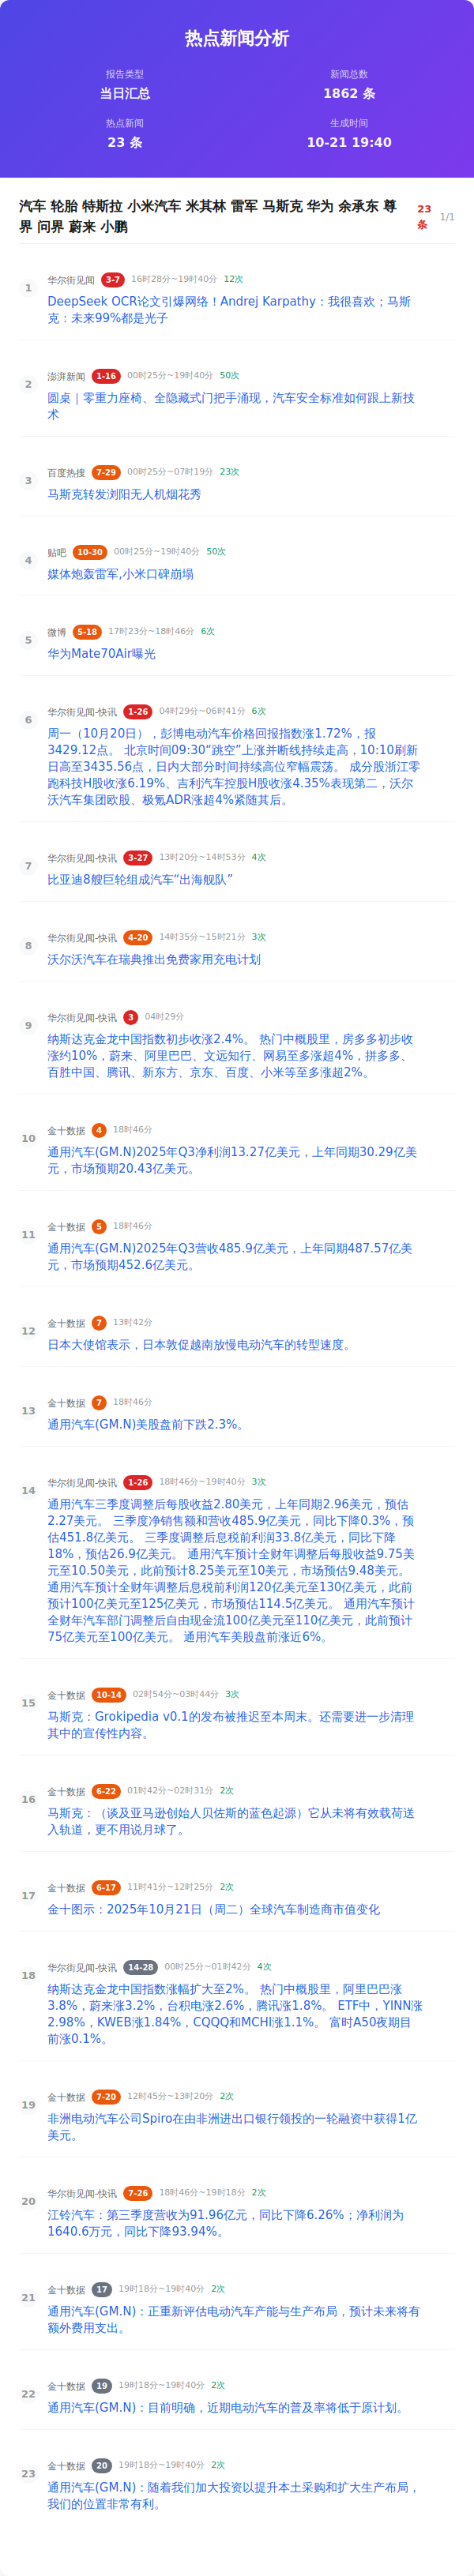 热点新闻分析
报告类型
当日汇总
新闻总数
1862 条
热点新闻
23 条
生成时间
10-21 19:40
汽车 轮胎 特斯拉 小米汽车 米其林 雷军 马斯克 华为 余承东 尊
界 问界 蔚来 小鹏
23
条
1/1
1
华尔街见闻 3-7 16时28分~19时40分 12次
DeepSeek OCR论文引爆网络！Andrej Karpathy：我很喜欢；马斯
克：未来99%都是光子
2
澎湃新闻 1-16 00时25分~19时40分 50次
圆桌｜零重力座椅、全隐藏式门把手涌现，汽车安全标准如何跟上新技
术
3
百度热搜 7-29 00时25分~07时19分 23次
马斯克转发浏阳无人机烟花秀
4
贴吧 10-30 00时25分~19时40分 50次
媒体炮轰雷军,小米口碑崩塌
5
微博 5-18 17时23分~18时46分 6次
华为Mate70Air曝光
6
华尔街见闻-快讯 1-26 04时29分~06时41分 6次
周一（10月20日），彭博电动汽车价格回报指数涨1.72%，报
3429.12点。 北京时间09:30“跳空”上涨并断线持续走高，10:10刷新
日高至3435.56点，日内大部分时间持续高位窄幅震荡。 成分股浙江零
跑科技H股收涨6.19%、吉利汽车控股H股收涨4.35%表现第二，沃尔
沃汽车集团欧股、极氪ADR涨超4%紧随其后。
7
华尔街见闻-快讯 3-27 13时20分~14时53分 4次
比亚迪8艘巨轮组成汽车“出海舰队”
8
华尔街见闻-快讯 4-20 14时35分~15时21分 3次
沃尔沃汽车在瑞典推出免费家用充电计划
9
华尔街见闻-快讯 3 04时29分
纳斯达克金龙中国指数初步收涨2.4%。 热门中概股里，房多多初步收
涨约10%，蔚来、阿里巴巴、文远知行、网易至多涨超4%，拼多多、
百胜中国、腾讯、新东方、京东、百度、小米等至多涨超2%。
10
金十数据 4 18时46分
通用汽车(GM.N)2025年Q3净利润13.27亿美元，上年同期30.29亿美
元，市场预期20.43亿美元。
11
金十数据 5 18时46分
通用汽车(GM.N)2025年Q3营收485.9亿美元，上年同期487.57亿美
元，市场预期452.6亿美元。
12
金十数据 7 13时42分
日本大使馆表示，日本敦促越南放慢电动汽车的转型速度。
13
金十数据 7 18时46分
通用汽车(GM.N)美股盘前下跌2.3%。
14
华尔街见闻-快讯 1-26 18时46分~19时40分 3次
通用汽车三季度调整后每股收益2.80美元，上年同期2.96美元，预估
2.27美元。 三季度净销售额和营收485.9亿美元，同比下降0.3%，预
估451.8亿美元。 三季度调整后息税前利润33.8亿美元，同比下降
18%，预估26.9亿美元。 通用汽车预计全财年调整后每股收益9.75美
元至10.50美元，此前预计8.25美元至10美元，市场预估9.48美元。
通用汽车预计全财年调整后息税前利润120亿美元至130亿美元，此前
预计100亿美元至125亿美元，市场预估114.5亿美元。 通用汽车预计
全财年汽车部门调整后自由现金流100亿美元至110亿美元，此前预计
75亿美元至100亿美元。 通用汽车美股盘前涨近6%。
15
金十数据 10-14 02时54分~03时44分 3次
马斯克：Grokipedia v0.1的发布被推迟至本周末。还需要进一步清理
其中的宣传性内容。
16
金十数据 6-22 01时42分~02时31分 2次
马斯克：（谈及亚马逊创始人贝佐斯的蓝色起源）它从未将有效载荷送
入轨道，更不用说月球了。
17
金十数据 6-17 11时41分~12时25分 2次
金十图示：2025年10月21日（周二）全球汽车制造商市值变化
18
华尔街见闻-快讯 14-28 00时25分~01时42分 4次
纳斯达克金龙中国指数涨幅扩大至2%。 热门中概股里，阿里巴巴涨
3.8%，蔚来涨3.2%，台积电涨2.6%，腾讯涨1.8%。 ETF中，YINN涨
2.98%，KWEB涨1.84%，CQQQ和MCHI涨1.1%。 富时A50夜期目
前涨0.1%。
19
金十数据 7-20 12时45分~13时20分 2次
非洲电动汽车公司Spiro在由非洲进出口银行领投的一轮融资中获得1亿
美元。
20
华尔街见闻-快讯 7-26 18时46分~19时18分 2次
江铃汽车：第三季度营收为91.96亿元，同比下降6.26%；净利润为
1640.6万元，同比下降93.94%。
21
金十数据 17 19时18分~19时40分 2次
通用汽车(GM.N)：正重新评估电动汽车产能与生产布局，预计未来将有
额外费用支出。
22
金十数据 19 19时18分~19时40分 2次
通用汽车(GM.N)：目前明确，近期电动汽车的普及率将低于原计划。
23
金十数据 20 19时18分~19时40分 2次
通用汽车(GM.N)：随着我们加大投资以提升本土采购和扩大生产布局，
我们的位置非常有利。